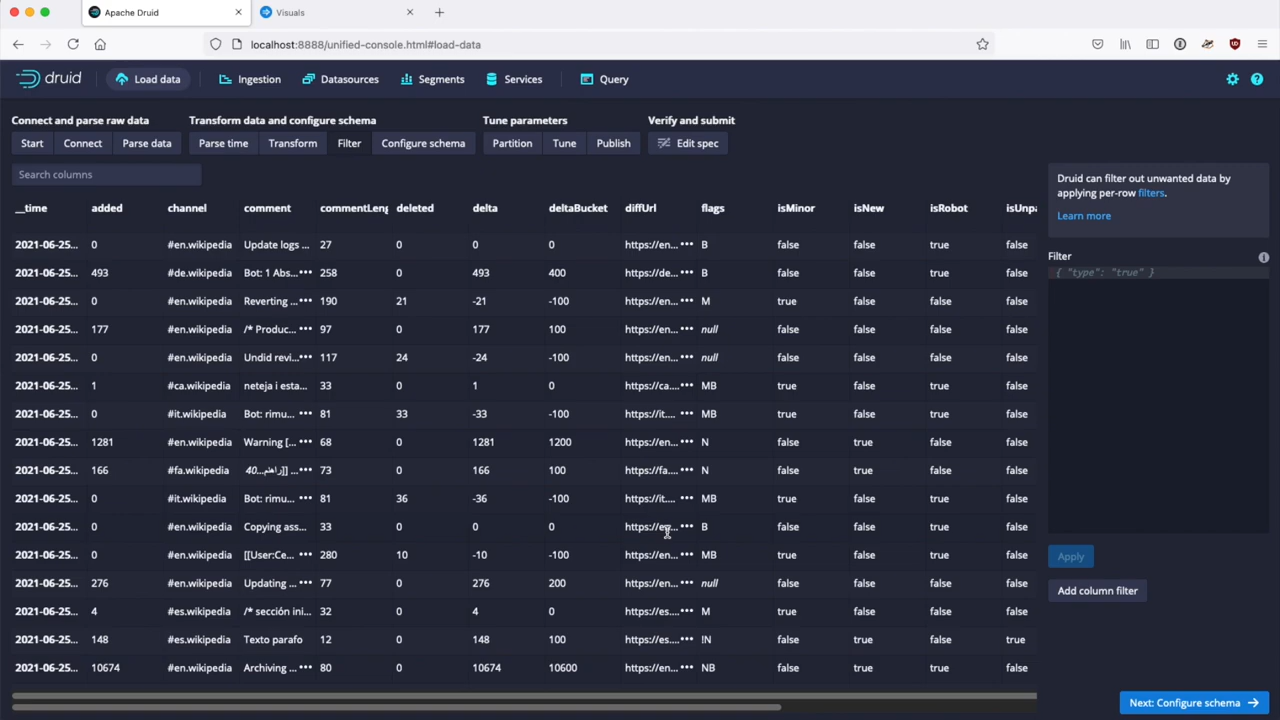 Apache Druid
Visuals
localhost:8888/unified-console.html#load-data
druid Load data Ingestion Datasources Segments Services Query
Connect and parse raw data Transform data and configure schema Tune parameters Verify and submit
Start Connect Parse data Parse time Transform Filter Configure schema Partition Tune Publish Edit spec
Search columns
__time added channel comment commentLeng deleted delta deltaBucket diffUrl flags isMinor isNew isRobot isUnpa
2021-06-25... 0 #en.wikipedia Update logs ... 27 0 0 0 https://en... ••• B false false true false
2021-06-25... 493 #de.wikipedia Bot: 1 Abs... ••• 258 0 493 400 https://de... ••• B false false true false
2021-06-25... 0 #en.wikipedia Reverting ... ••• 190 21 -21 -100 https://en... ••• M true false false false
2021-06-25... 177 #en.wikipedia /* Produc... ••• 97 0 177 100 https://en... ••• null false false false false
2021-06-25... 0 #en.wikipedia Undid revi... ••• 117 24 -24 -100 https://en... ••• null false false false false
2021-06-25... 1 #ca.wikipedia neteja i esta... 33 0 1 0 https://ca.... ••• MB true false true false
2021-06-25... 0 #it.wikipedia Bot: rimu... ••• 81 33 -33 -100 https://it.... ••• MB true false true false
2021-06-25... 1281 #en.wikipedia Warning [... ••• 68 0 1281 1200 https://en... ••• N false true false false
2021-06-25... 166 #fa.wikipedia ••• 73 0 166 100 https://fa.... ••• N false true false false
2021-06-25... 0 #it.wikipedia Bot: rimu... ••• 81 36 -36 -100 https://it.... ••• MB true false true false
2021-06-25... 0 #en.wikipedia Copying ass... 33 0 0 0 https://en... ••• B false false true false
2021-06-25... 0 #en.wikipedia [[User:Ce... ••• 280 10 -10 -100 https://en... ••• MB true false true false
2021-06-25... 276 #en.wikipedia Updating ... ••• 77 0 276 200 https://en... ••• null false false false false
2021-06-25... 4 #es.wikipedia /* sección ini... 32 0 4 0 https://es.... ••• M true false false false
2021-06-25... 148 #es.wikipedia Texto parafo 12 0 148 100 https://es.... ••• !N false true false true
2021-06-25... 10674 #en.wikipedia Archiving ... ••• 80 0 10674 10600 https://en... ••• NB false true true false
Druid can filter out unwanted data by
applying per-row filters.
Learn more
Filter
{ "type": "true" }
Apply
Add column filter
Next: Configure schema